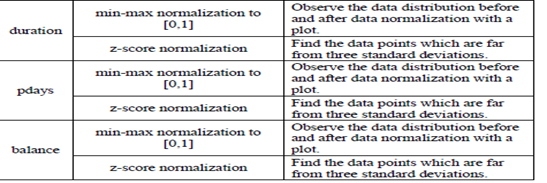 duration
min-max normalization to
[0,1]
Observe the data distribution before
and after data normalization with a
plot.
z-score normalization
Find the data points which are far
from three standard deviations.
pdays
min-max normalization to
[0,1]
Observe the data distribution before
and after data normalization with a
plot.
z-score normalization
Find the data points which are far
from three standard deviations.
balance
min-max normalization to
[0,1]
Observe the data distribution before
and after data normalization with a
plot.
z-score normalization
Find the data points which are far
from three standard deviations.